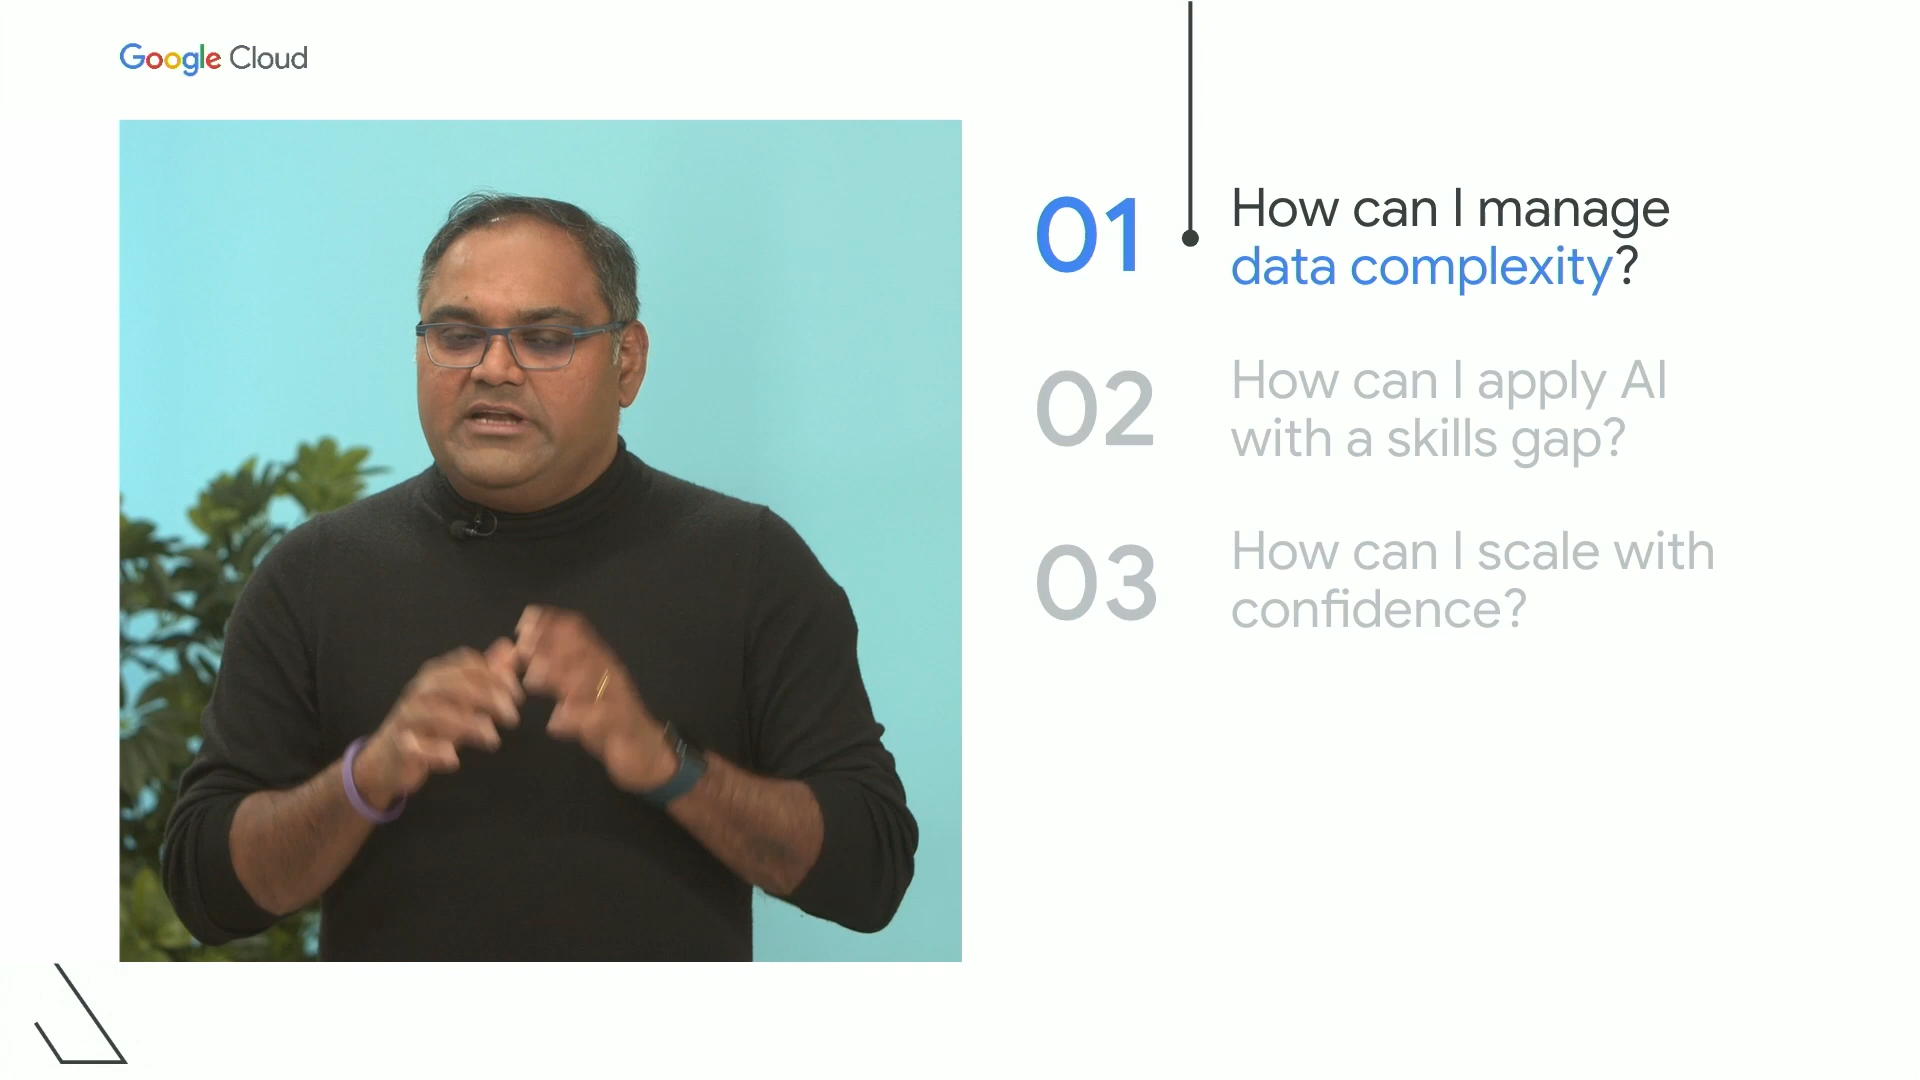 Google Cloud
01
How can I manage
data complexity?
02
How can I apply AI
with a skills gap?
03
How can I scale with
confidence?